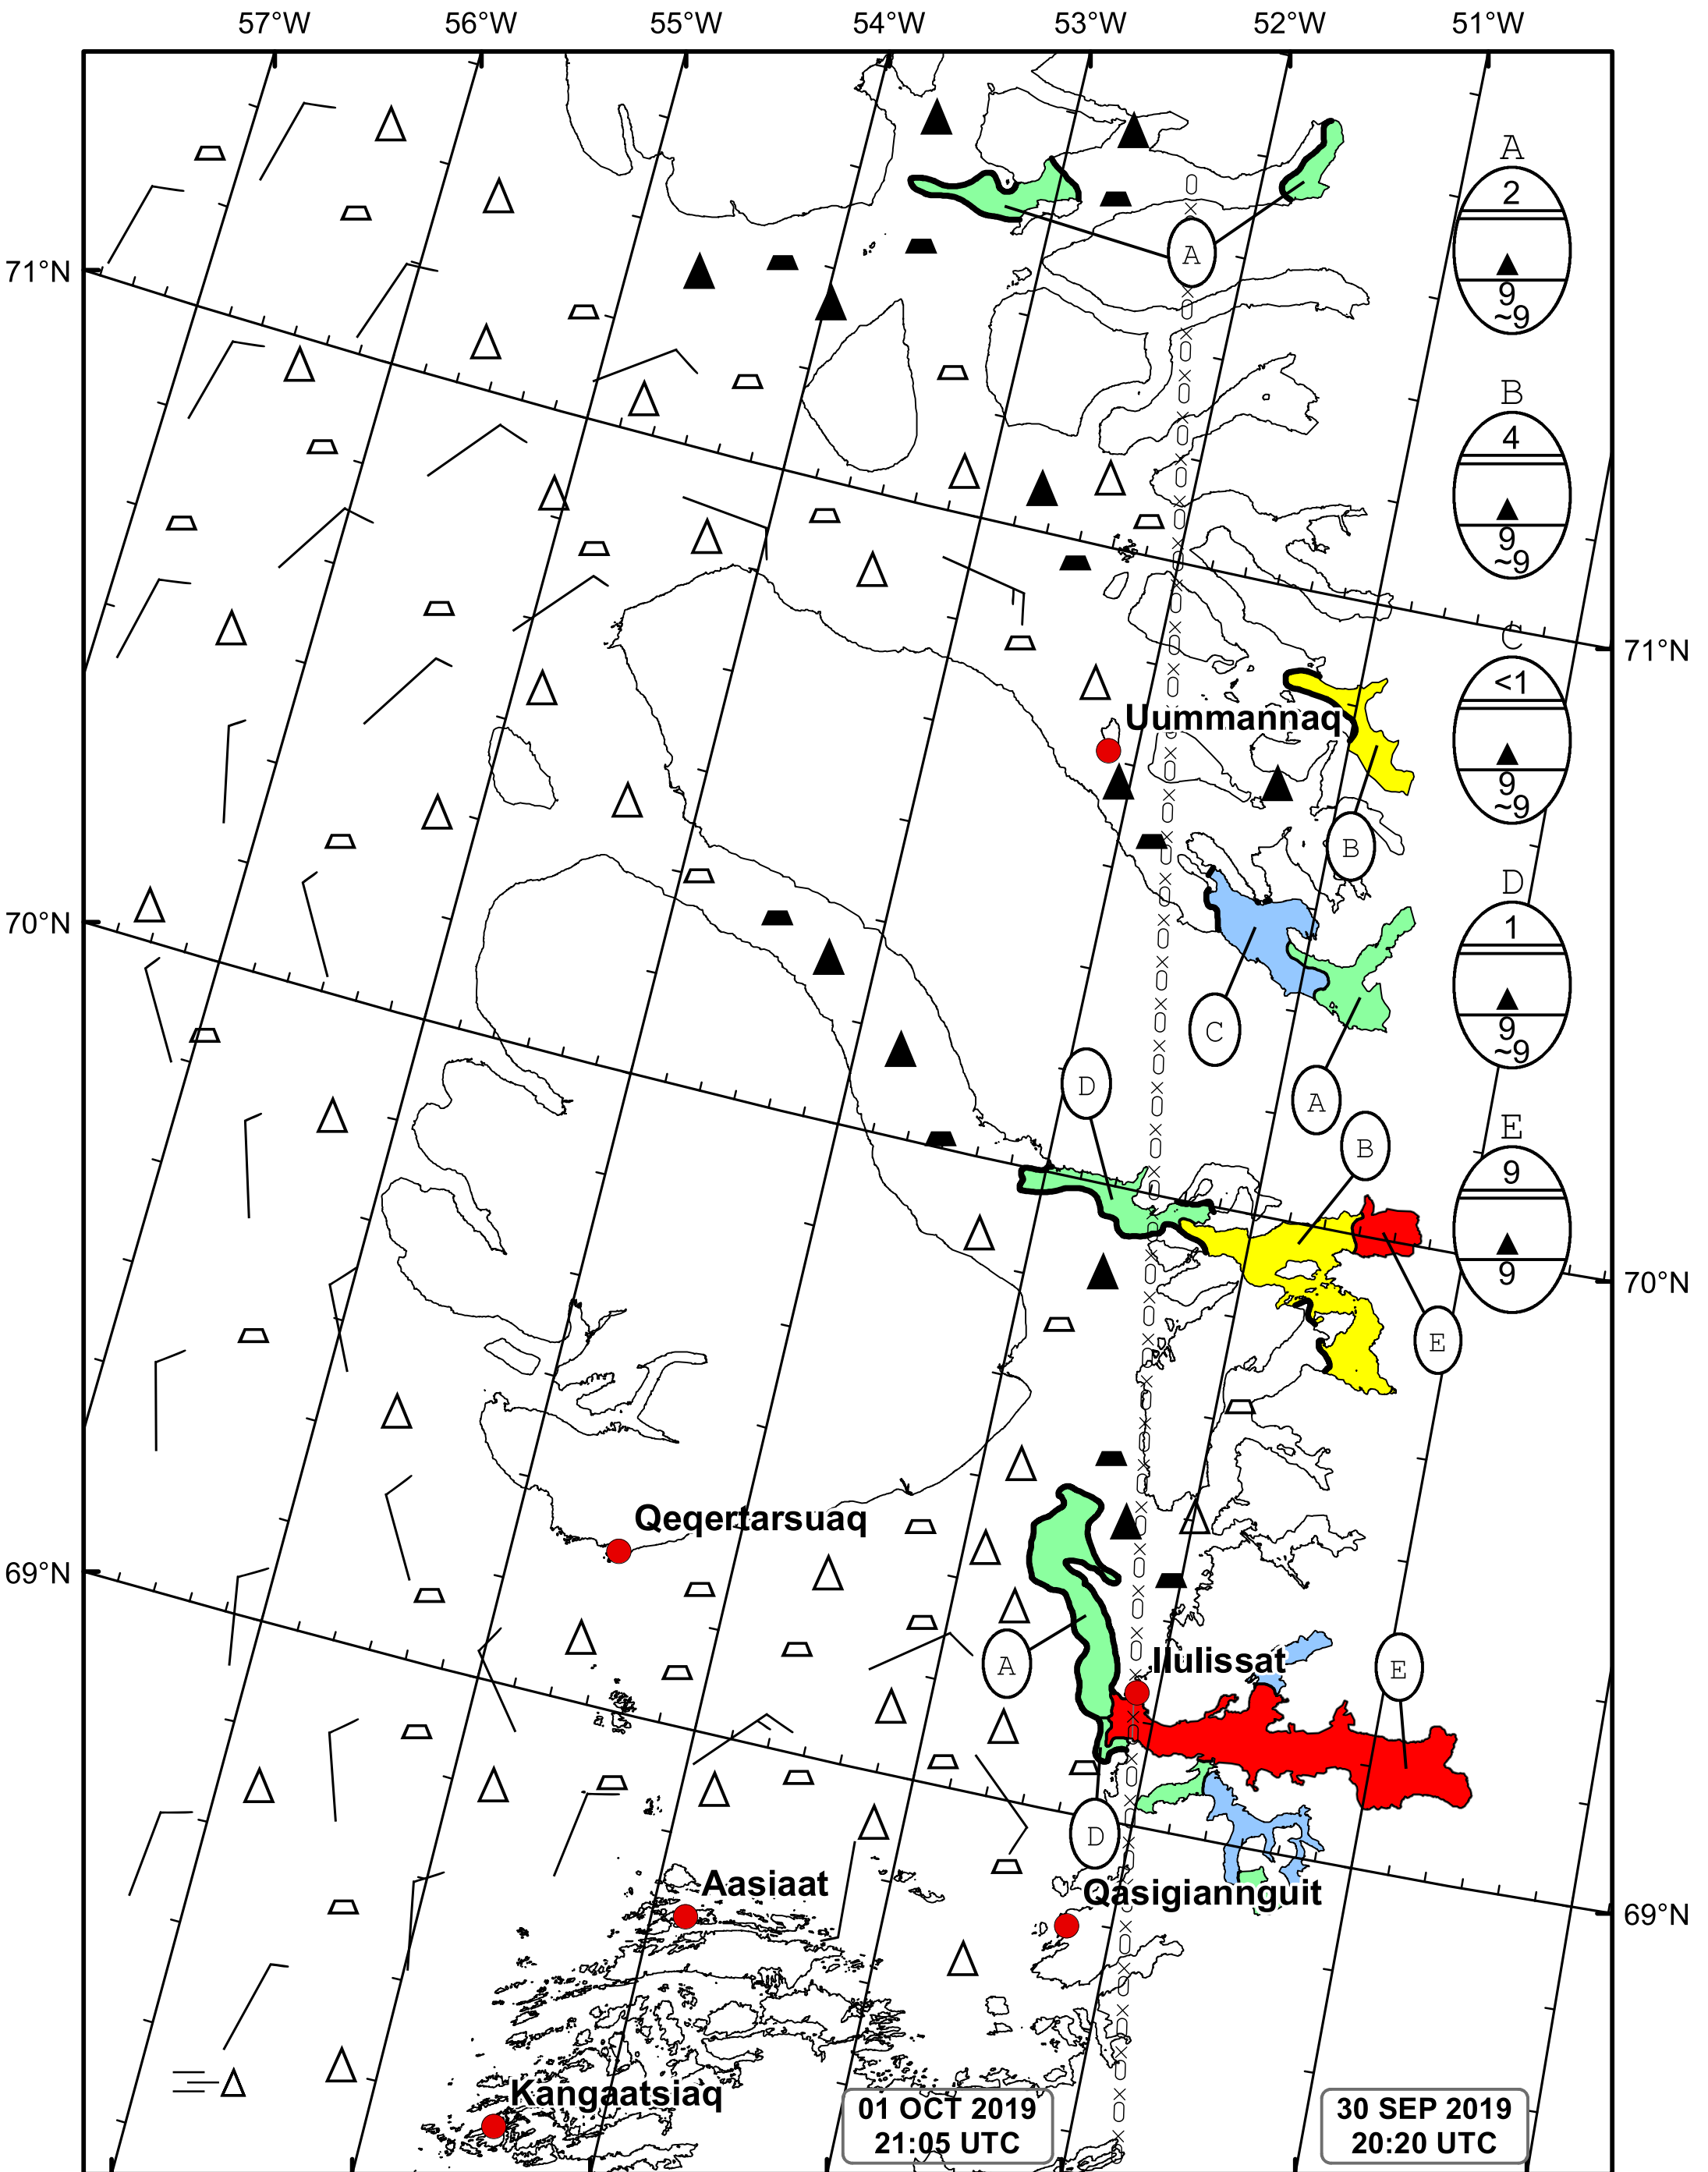 57°W 56°W 55°W 54°W 53°W 52°W 51°W
A
2
9
~9
A
71°N
B
4
9
~9
C
71°N
<1
9
~9
Uummannaq
B
D
1
9
~9
70°N
C
D
A
B
E
9
9
70°N
E
Qeqertarsuaq
69°N
A
Ilulissat
E
D
Aasiaat
Qasigiannguit
69°N
Kangaatsiaq
01 OCT 2019
21:05 UTC
30 SEP 2019
20:20 UTC